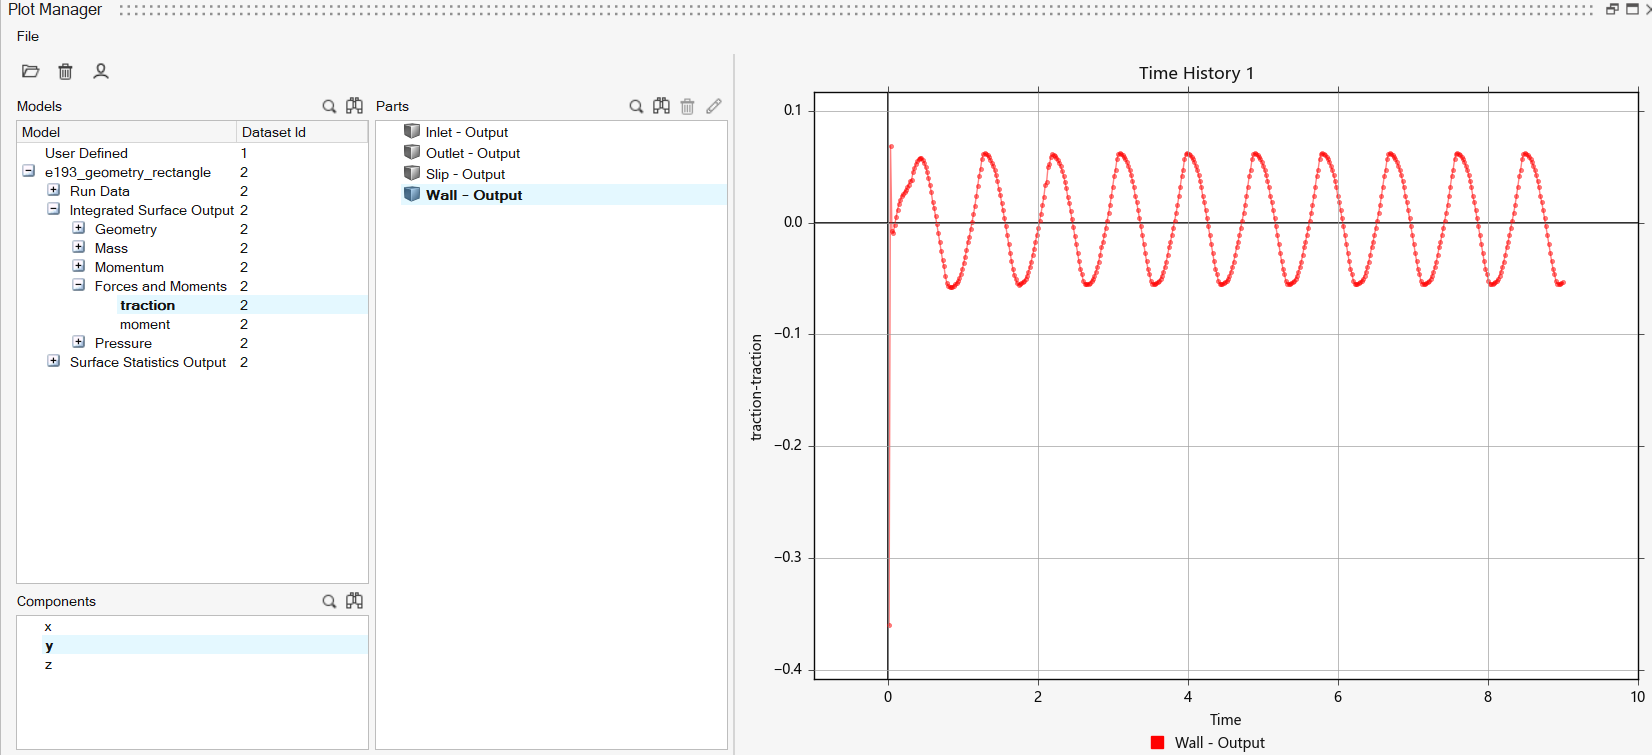 Plot Manager
File
Models
Model Dataset Id
User Defined 1
e193_geometry_rectangle 2
Run Data 2
Integrated Surface Output 2
Geometry 2
Mass 2
Momentum 2
Forces and Moments 2
traction 2
moment 2
Pressure 2
Surface Statistics Output 2
Components
x
y
z
Parts
Inlet - Output
Outlet - Output
Slip - Output
Wall - Output
Time History 1
traction-traction
0.1
0.0
−0.1
−0.2
−0.3
−0.4
0 2 4 6 8 10
Time
Wall - Output